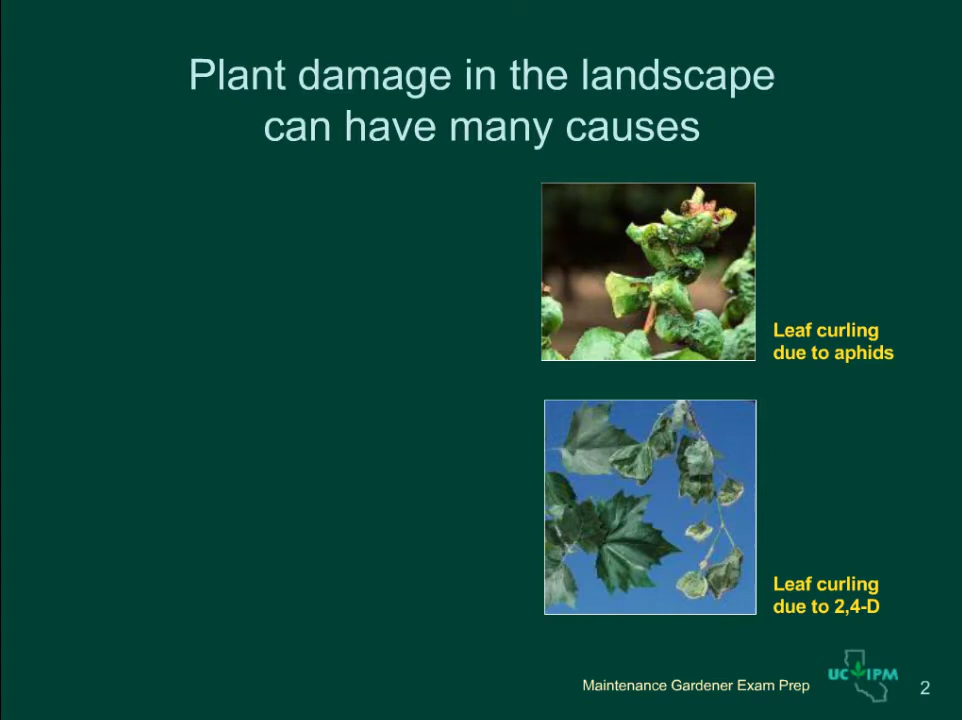 Plant damage in the landscape
can have many causes
Leaf curling
due to aphids
Leaf curling
due to 2,4-D
Maintenance Gardener Exam Prep
UC IPM
2